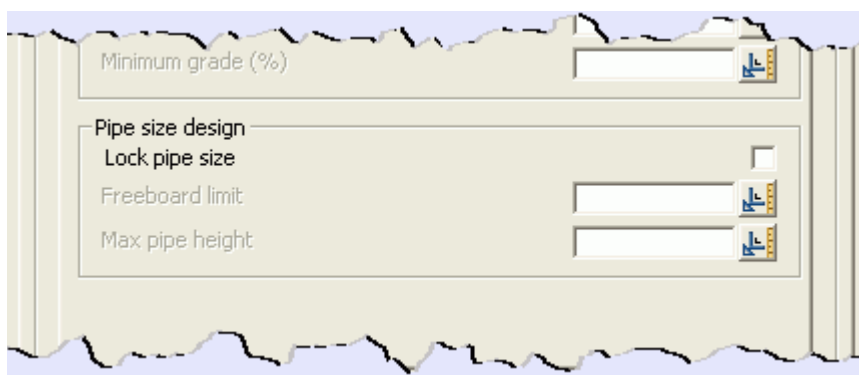 Minimum grade (%)
Pipe size design
Lock pipe size
Freeboard limit
Max pipe height